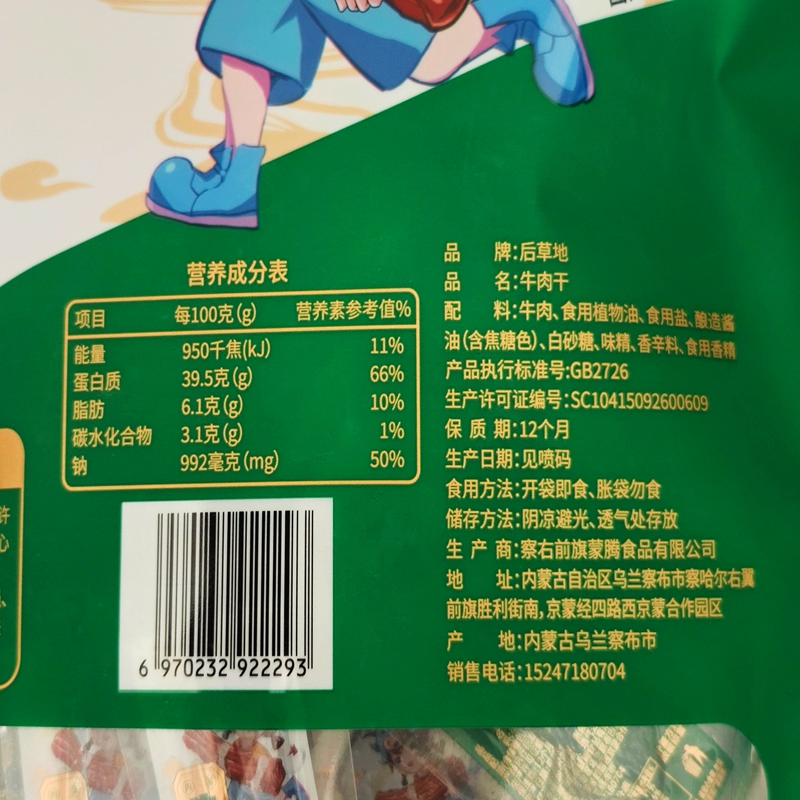 营养成分表
项目 每100克(g) 营养素参考值%
能量 950千焦(kJ) 11%
蛋白质 39.5克(g) 66%
脂肪 6.1克(g) 10%
碳水化合物 3.1克(g) 1%
钠 992毫克(mg) 50%
6 970232 922293
品 牌:后草地
品 名:牛肉干
配 料:牛肉、食用植物油、食用盐、酿造酱
油(含焦糖色)、白砂糖、味精、香辛料、食用香精
产品执行标准号:GB2726
生产许可证编号:SC10415092600609
保 质 期:12个月
生产日期:见喷码
食用方法:开袋即食、胀袋勿食
储存方法:阴凉避光、透气处存放
生 产 商:察右前旗蒙腾食品有限公司
地 址:内蒙古自治区乌兰察布市察哈尔右翼
前旗胜利街南,京蒙经四路西京蒙合作园区
产 地:内蒙古乌兰察布市
销售电话:15247180704
许
心